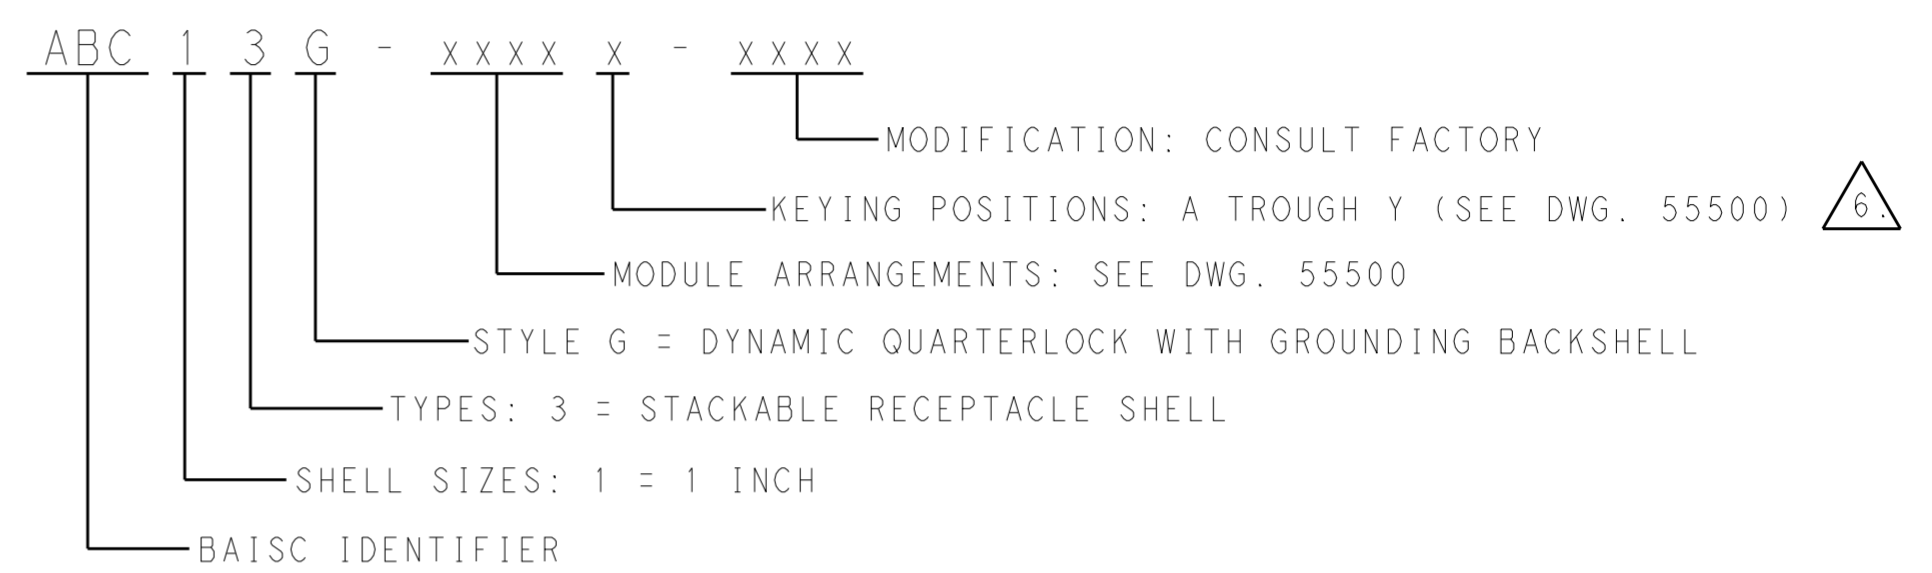 ABC 1 3 G - xxxx x - xxxx
MODIFICATION: CONSULT FACTORY
KEYING POSITIONS: A TROUGH Y (SEE DWG. 55500) 6.
MODULE ARRANGEMENTS: SEE DWG. 55500
STYLE G = DYNAMIC QUARTERLOCK WITH GROUNDING BACKSHELL
TYPES: 3 = STACKABLE RECEPTACLE SHELL
SHELL SIZES: 1 = 1 INCH
BAISC IDENTIFIER